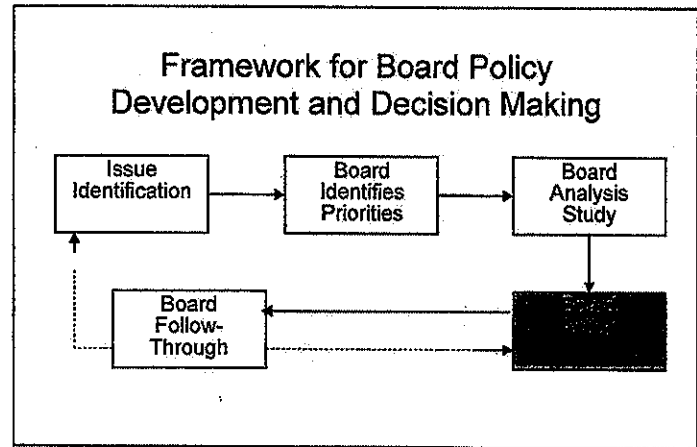 Framework for Board Policy
Development and Decision Making
Issue
Identification
Board
Identifies
Priorities
Board
Analysis
Study
Board
Follow-
Through